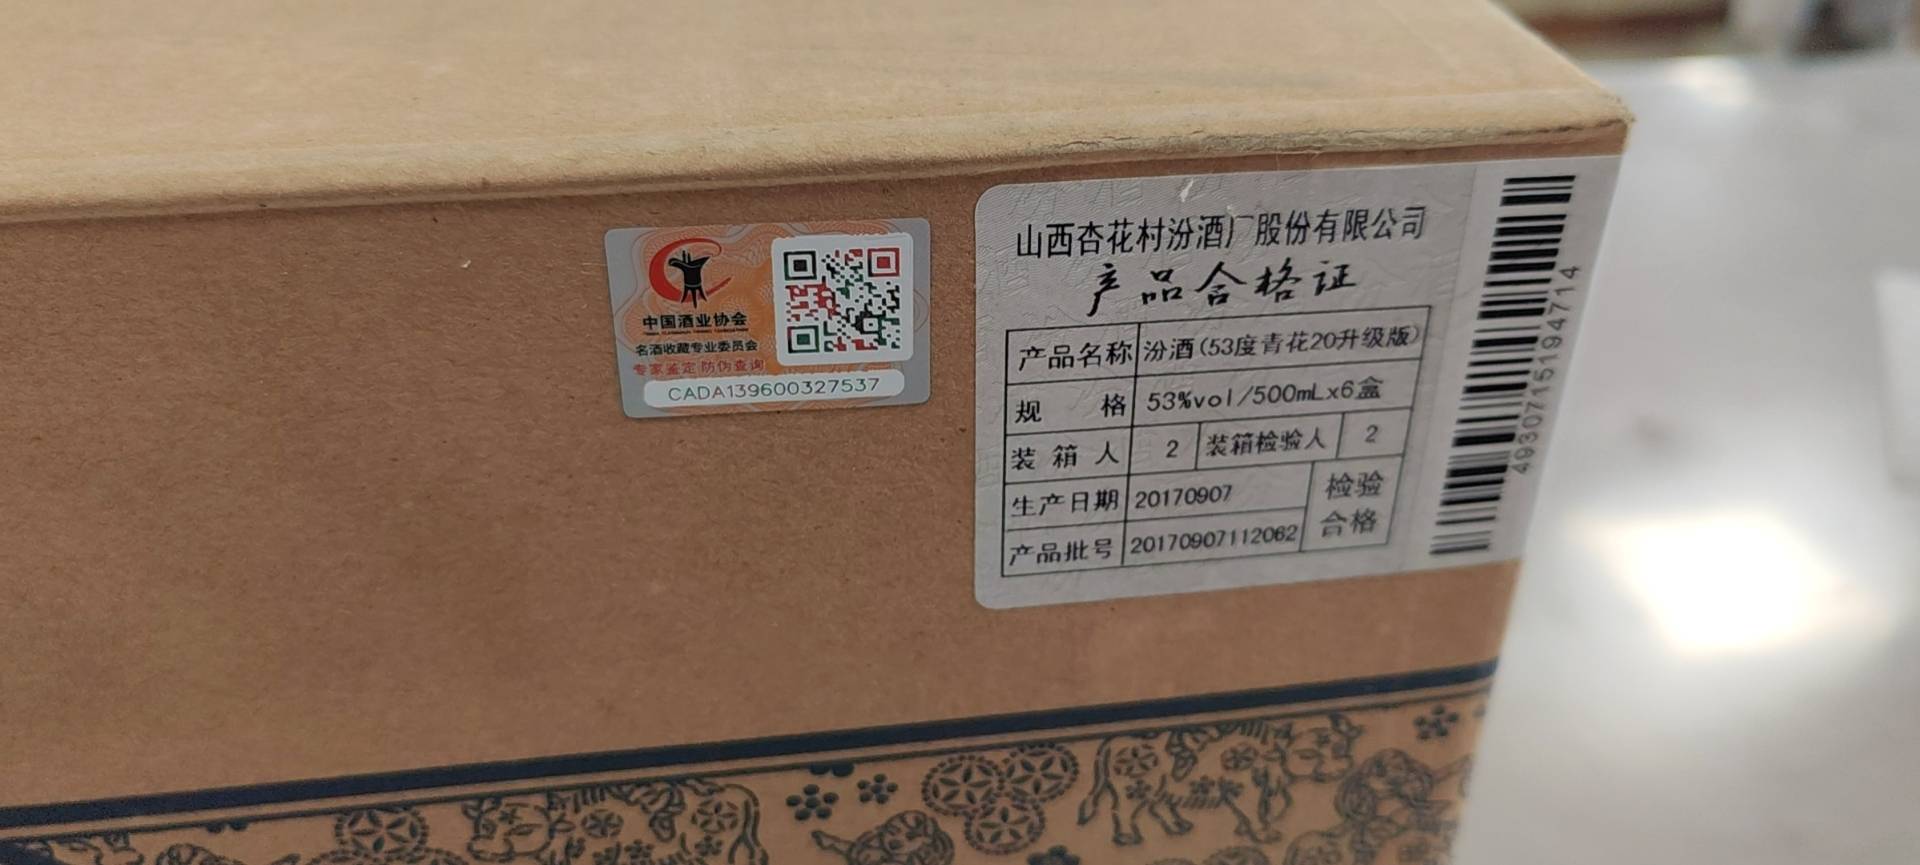 中国酒业协会
名酒收藏专业委员会
专家鉴定 防伪查询
CADA139600327537
山西杏花村汾酒厂股份有限公司
产品合格证
产品名称 汾酒(53度青花20升级版)
规 格 53%vol/500mL×6盒
装箱人 2 装箱检验人 2
生产日期 20170907 检验
产品批号 20170907112062 合格
4930715194714